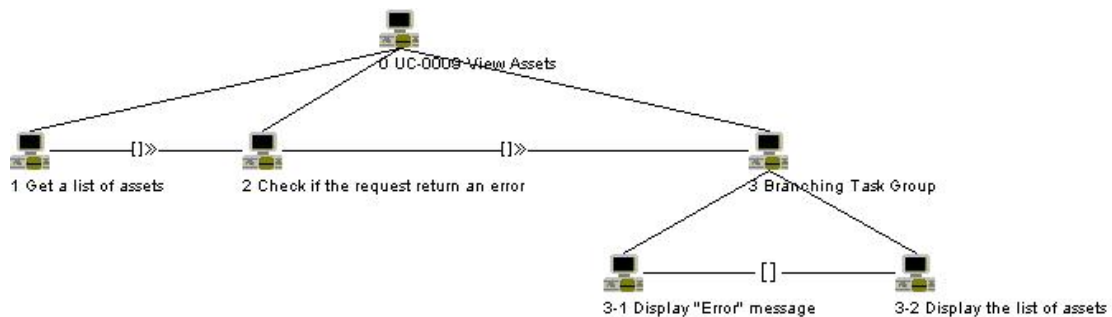 0 UC-0009 View Assets
[]»
[]»
1 Get a list of assets
2 Check if the request return an error
3 Branching Task Group
[]
3-1 Display "Error" message
3-2 Display the list of assets